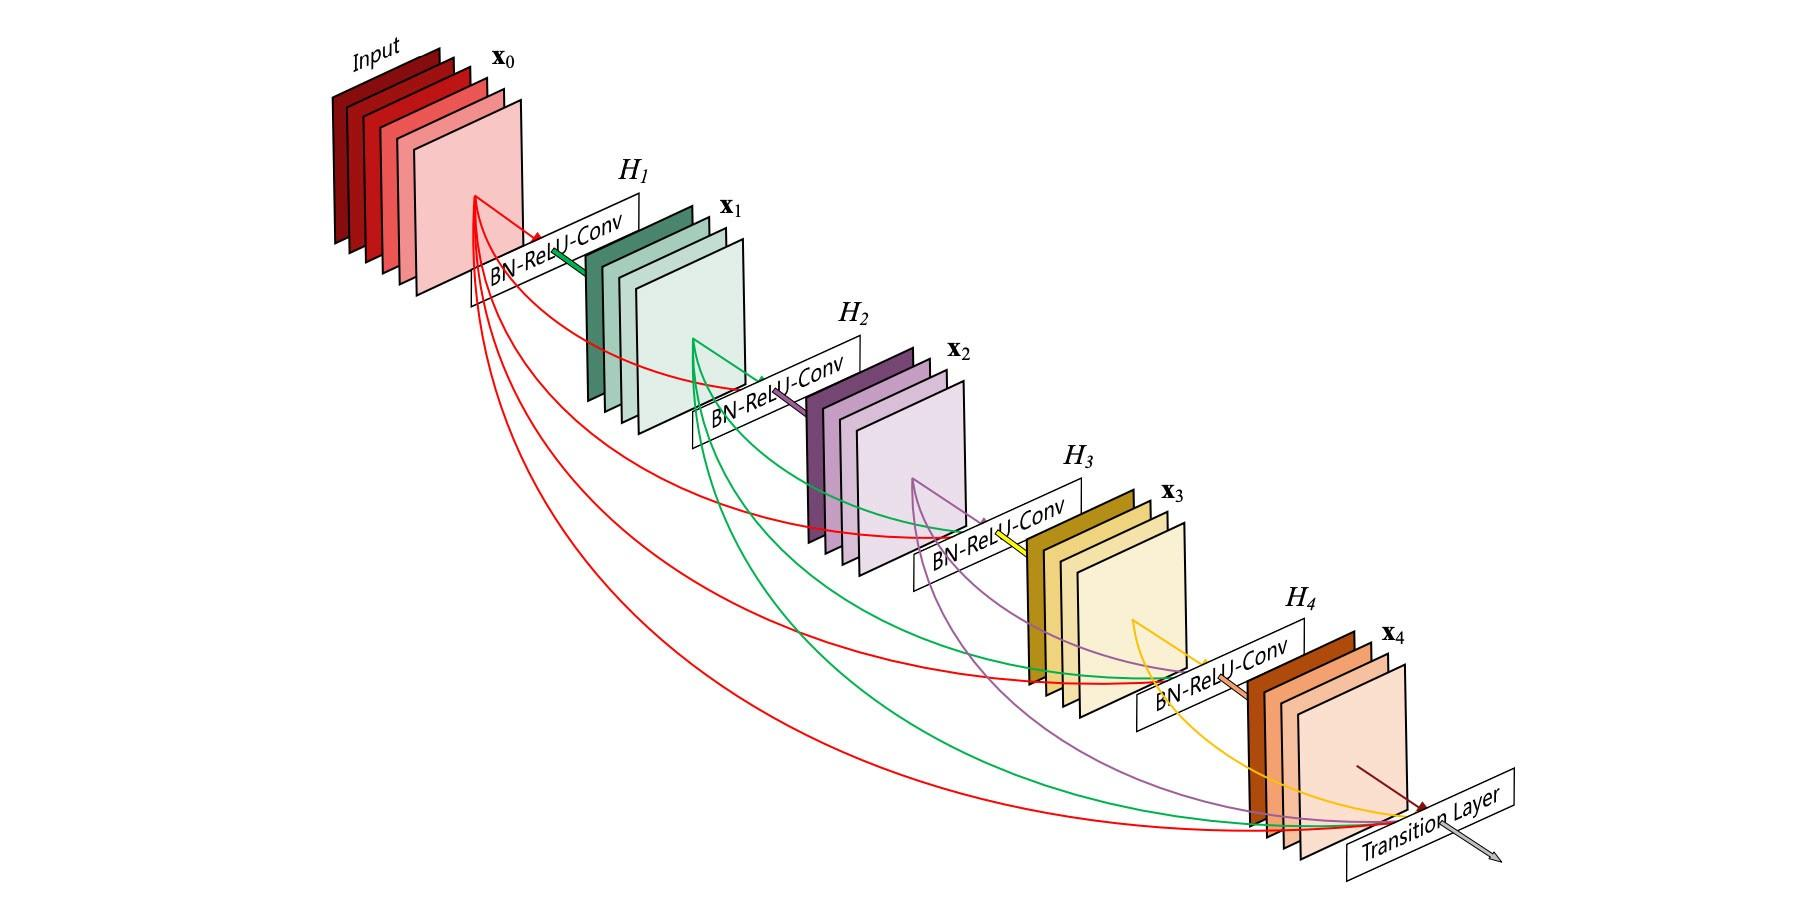 Input
x₀
H₁
BN-ReLU-Conv
x₁
H₂
BN-ReLU-Conv
x₂
H₃
BN-ReLU-Conv
x₃
H₄
BN-ReLU-Conv
x₄
Transition Layer